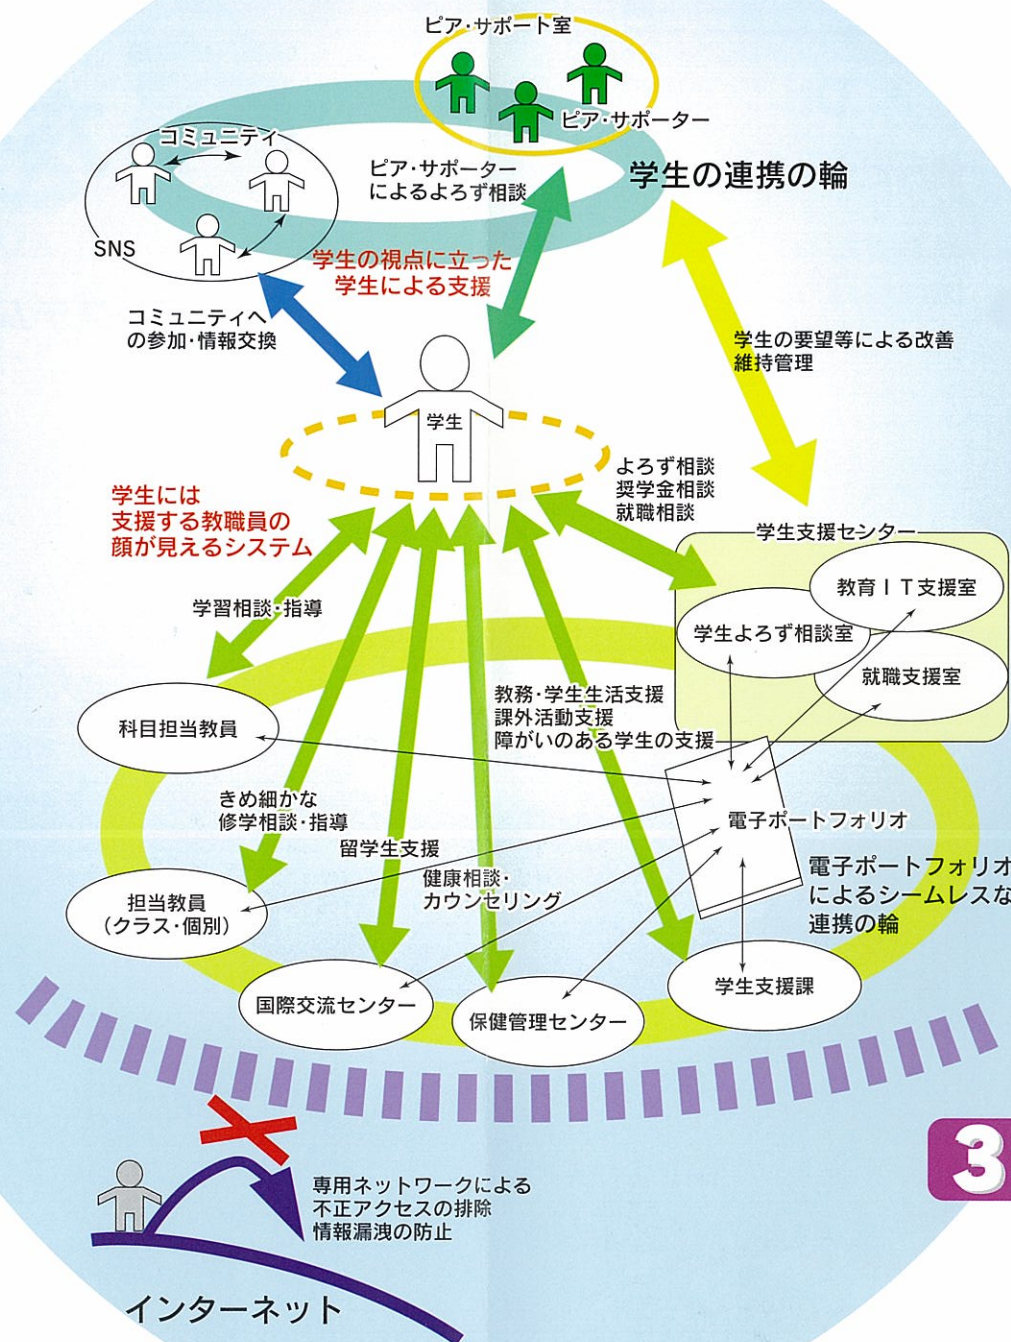 ピア・サポート室
ピア・サポーター
コミュニティ
SNS
ピア・サポーター
によるよろず相談
学生の連携の輪
学生の視点に立った
学生による支援
コミュニティへ
の参加・情報交換
学生の要望等による改善
維持管理
学生
よろず相談
奨学金相談
就職相談
学生には
支援する教職員の
顔が見えるシステム
学生支援センター
教育ＩＴ支援室
学生よろず相談室
就職支援室
学習相談・指導
科目担当教員
教務・学生生活支援
課外活動支援
障がいのある学生の支援
きめ細かな
修学相談・指導
留学生支援
健康相談・
カウンセリング
電子ポートフォリオ
電子ポートフォリオ
によるシームレスな
連携の輪
担当教員
（クラス・個別）
国際交流センター
保健管理センター
学生支援課
3
専用ネットワークによる
不正アクセスの排除
情報漏洩の防止
インターネット